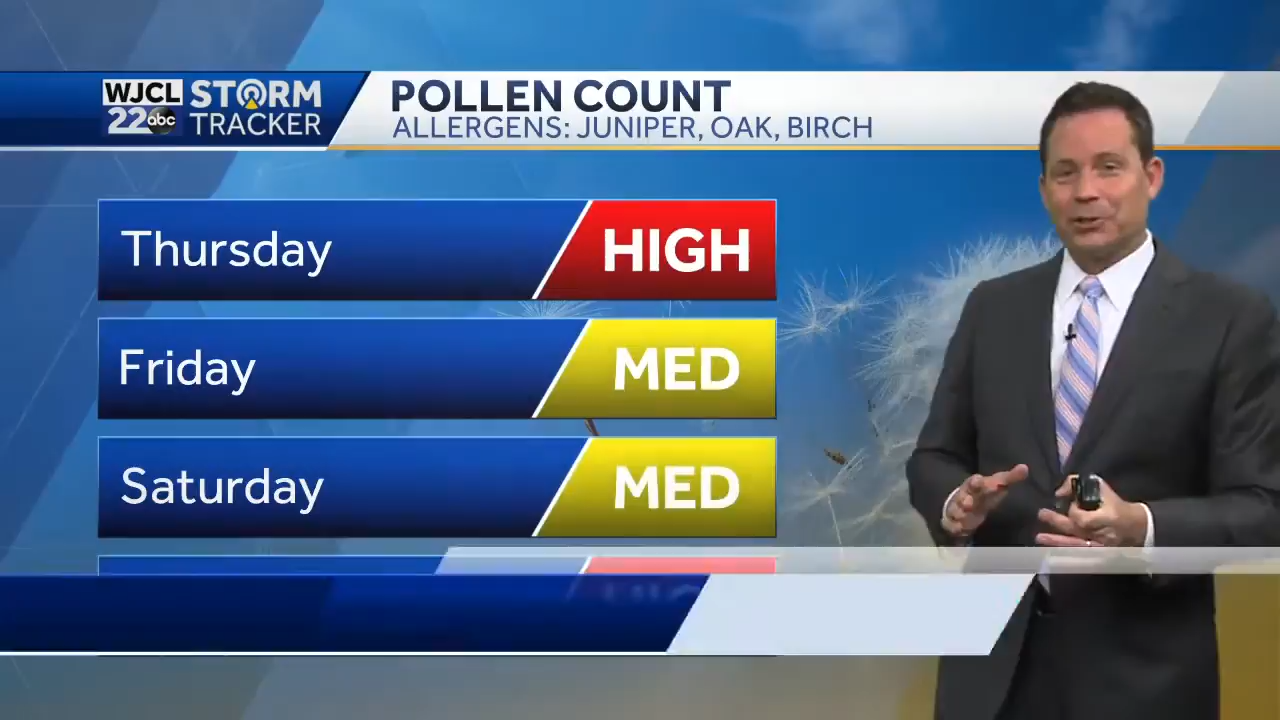 WJCL
22 abc
STORM
TRACKER
POLLEN COUNT
ALLERGENS: JUNIPER, OAK, BIRCH
Thursday HIGH
Friday MED
Saturday MED